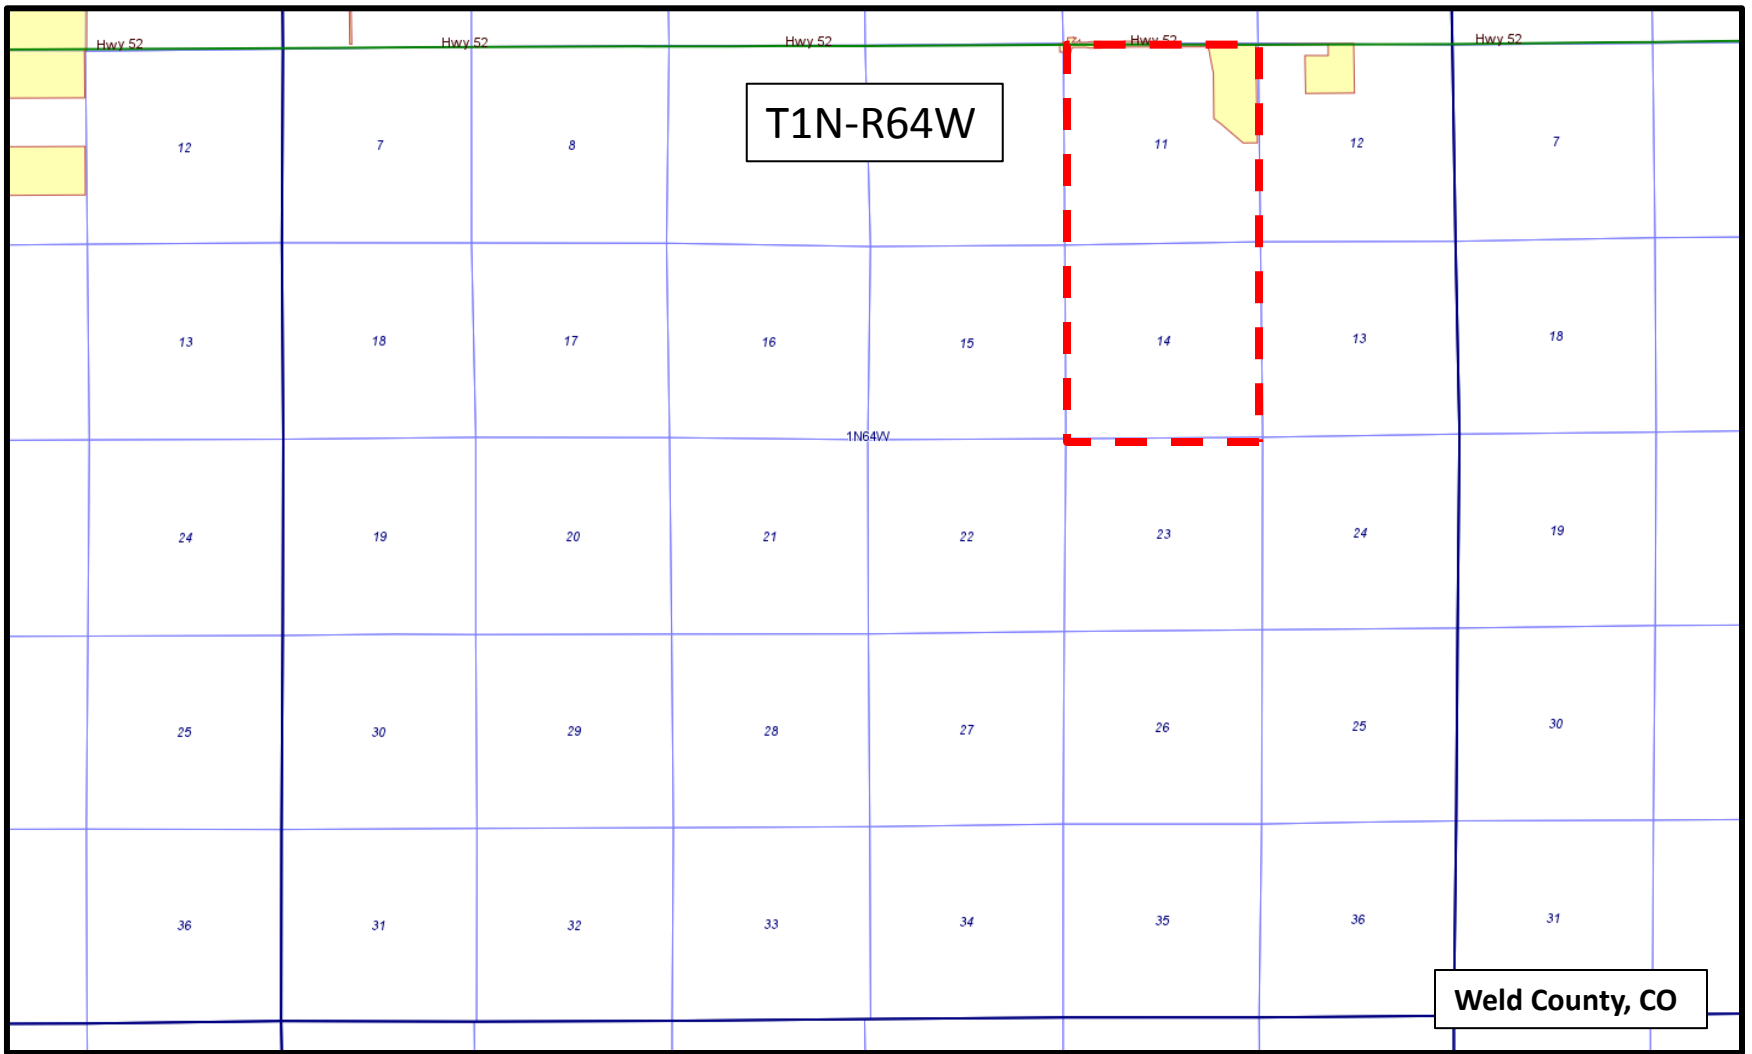 Hwy 52 Hwy 52 Hwy 52 Hwy 52 Hwy 52
T1N-R64W
12 7 8 11 12 7
13 18 17 16 15 14 13 18
1N64W
24 19 20 21 22 23 24 19
25 30 29 28 27 26 25 30
36 31 32 33 34 35 36 31
Weld County, CO